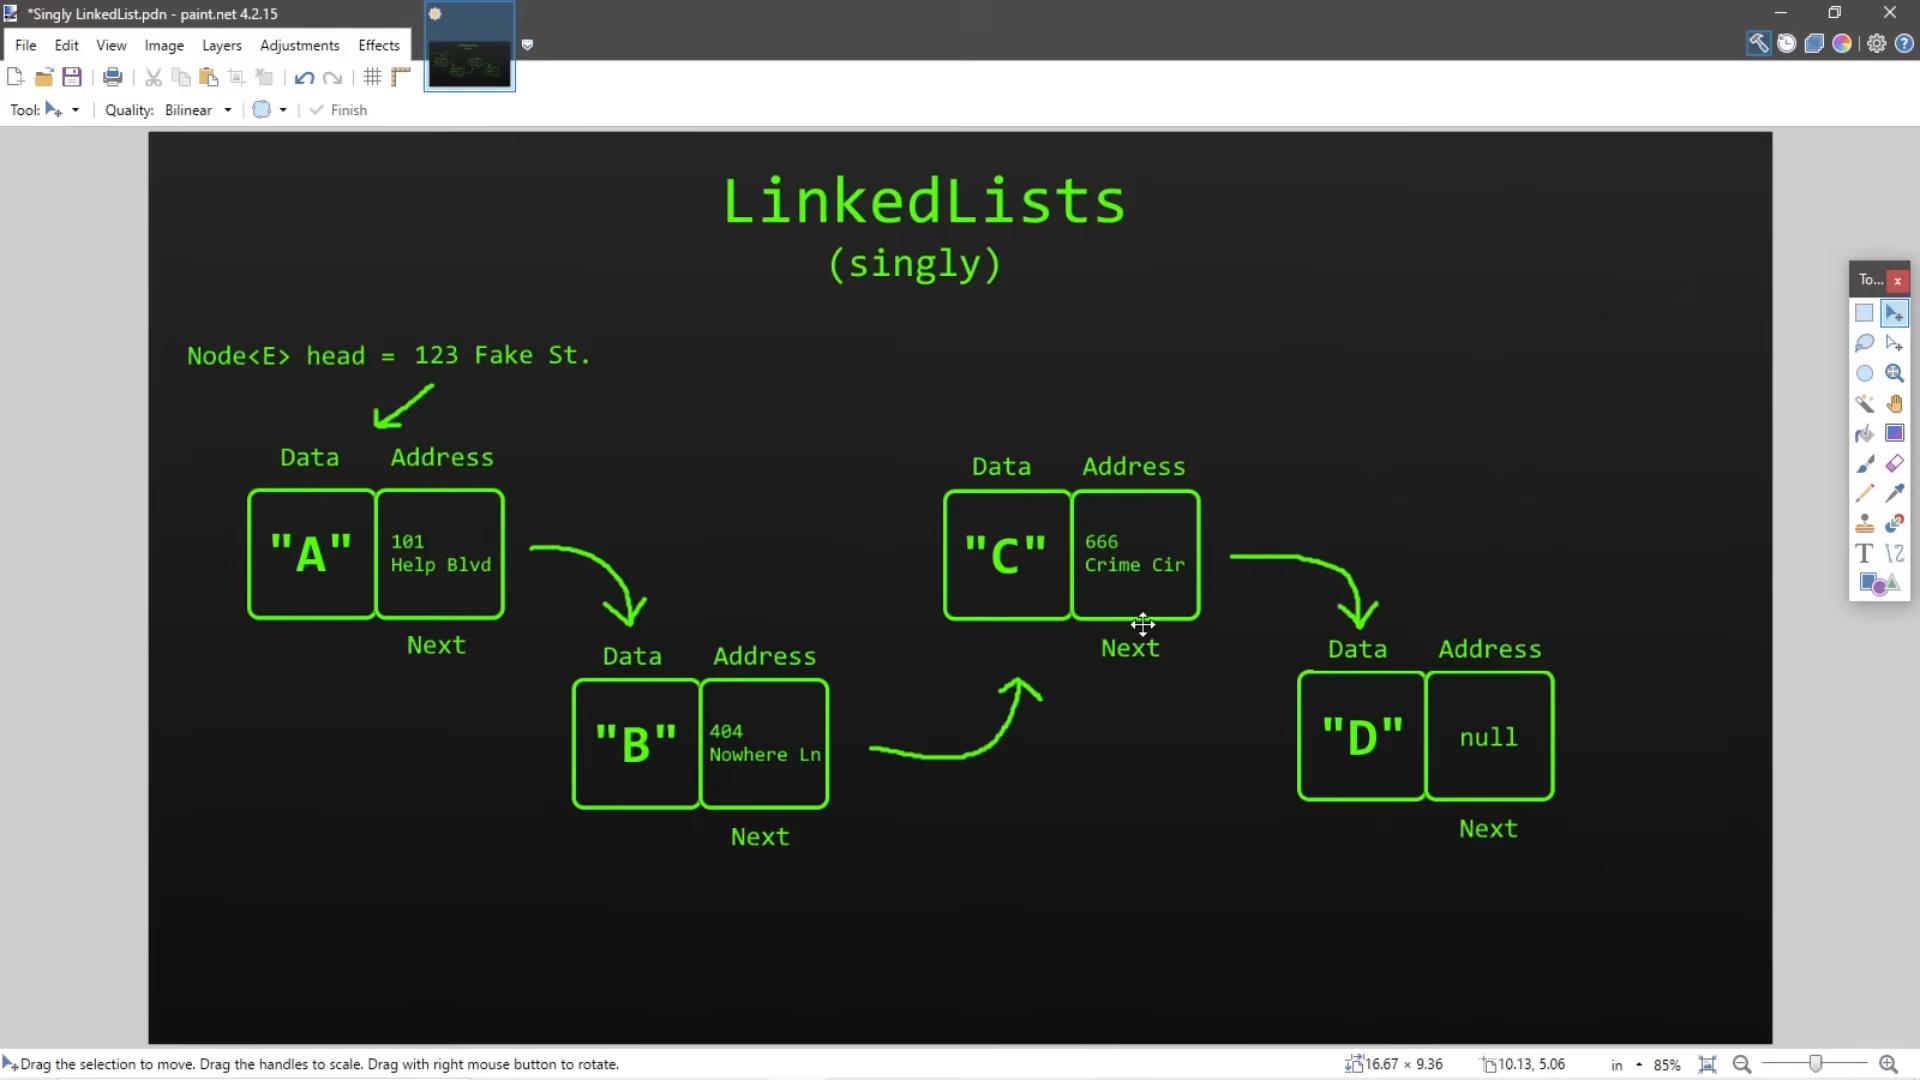 *Singly LinkedList.pdn - paint.net 4.2.15
File Edit View Image Layers Adjustments Effects
Tool: Quality: Bilinear Finish
LinkedLists
(singly)
Node<E> head = 123 Fake St.
Data Address
"A"
101
Help Blvd
Next
Data Address
"B"
404
Nowhere Ln
Next
Data Address
"C"
666
Crime Cir
Next
Data Address
"D"
null
Next
To... x
T
Drag the selection to move. Drag the handles to scale. Drag with right mouse button to rotate.
16.67 × 9.36 10.13, 5.06 in 85%